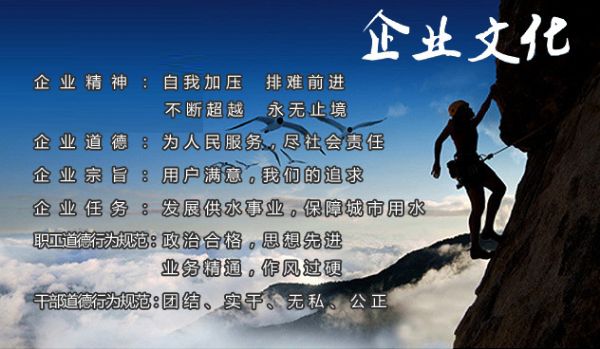 企业文化
企业精神：自我加压 排难前进
不断超越 永无止境
企业道德：为人民服务,尽社会责任
企业宗旨：用户满意,我们的追求
企业任务：发展供水事业,保障城市用水
职工道德行为规范：政治合格,思想先进
业务精通,作风过硬
干部道德行为规范：团结、实干、无私、公正